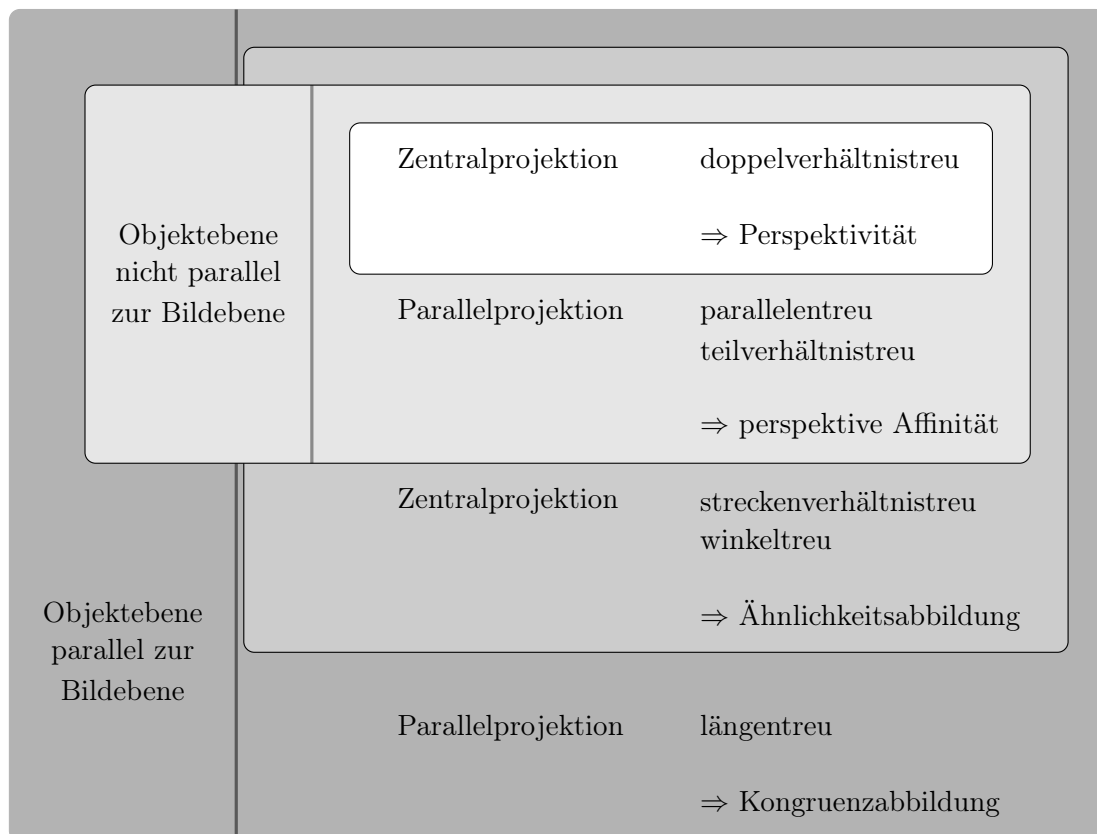 Zentralprojektion doppelverhältnistreu
⇒ Perspektivität
Objektebene
nicht parallel
zur Bildebene
Parallelprojektion parallelentreu
teilverhältnistreu
⇒ perspektive Affinität
Zentralprojektion streckenverhältnistreu
winkeltreu
⇒ Ähnlichkeitsabbildung
Objektebene
parallel zur
Bildebene
Parallelprojektion längentreu
⇒ Kongruenzabbildung